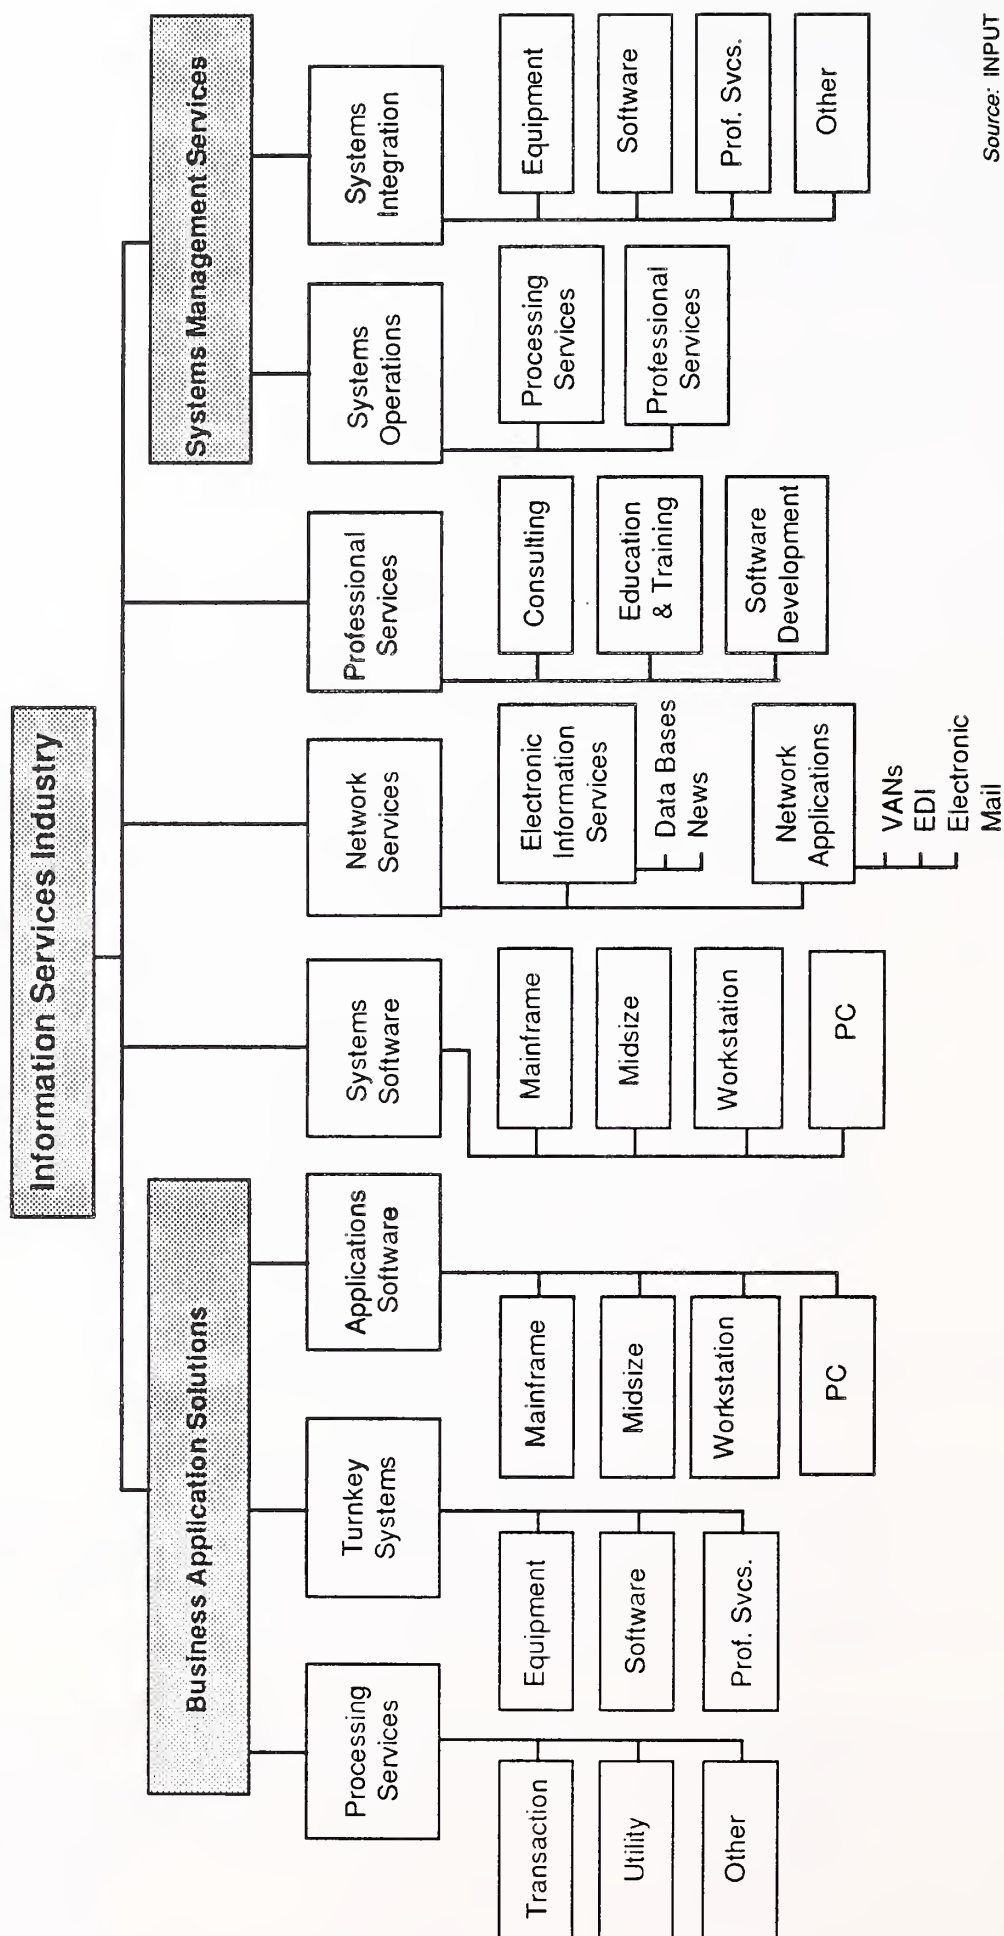 Information Services Industry
Business Application Solutions
Systems Management Services
Processing
Services
Turnkey
Systems
Applications
Software
Systems
Software
Network
Services
Professional
Services
Systems
Operations
Systems
Integration
Transaction
Utility
Other
Equipment
Software
Prof. Svcs.
Mainframe
Midsize
Workstation
PC
Mainframe
Midsize
Workstation
PC
Electronic
Information
Services
Data Bases
News
Network
Applications
VANs
EDI
Electronic
Mail
Consulting
Education
& Training
Software
Development
Processing
Services
Professional
Services
Equipment
Software
Prof. Svcs.
Other
Source: INPUT